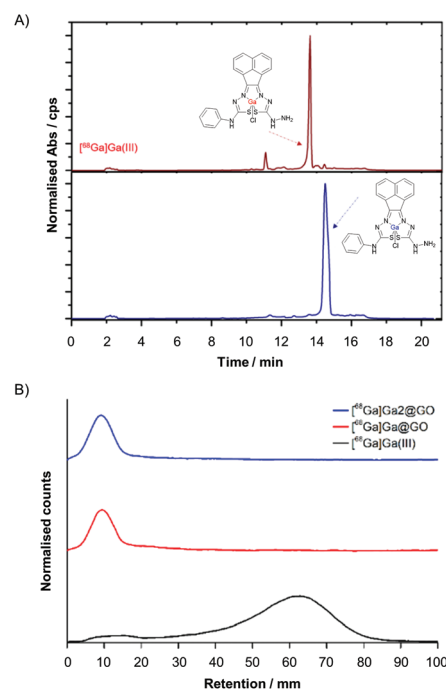 A)
Normalised Abs / cps
[⁶⁸Ga]Ga(III)
N
N
N
N
Ga
S
S
Cl
N
H
HN-NH₂
N
N
N
N
Ga
S
S
Cl
N
H
HN-NH₂
0 2 4 6 8 10 12 14 16 18 20
Time / min
B)
Normalised counts
[⁶⁸Ga]Ga2@GO
[⁶⁸Ga]Ga@GO
[⁶⁸Ga]Ga(III)
0 10 20 30 40 50 60 70 80 90 100
Retention / mm